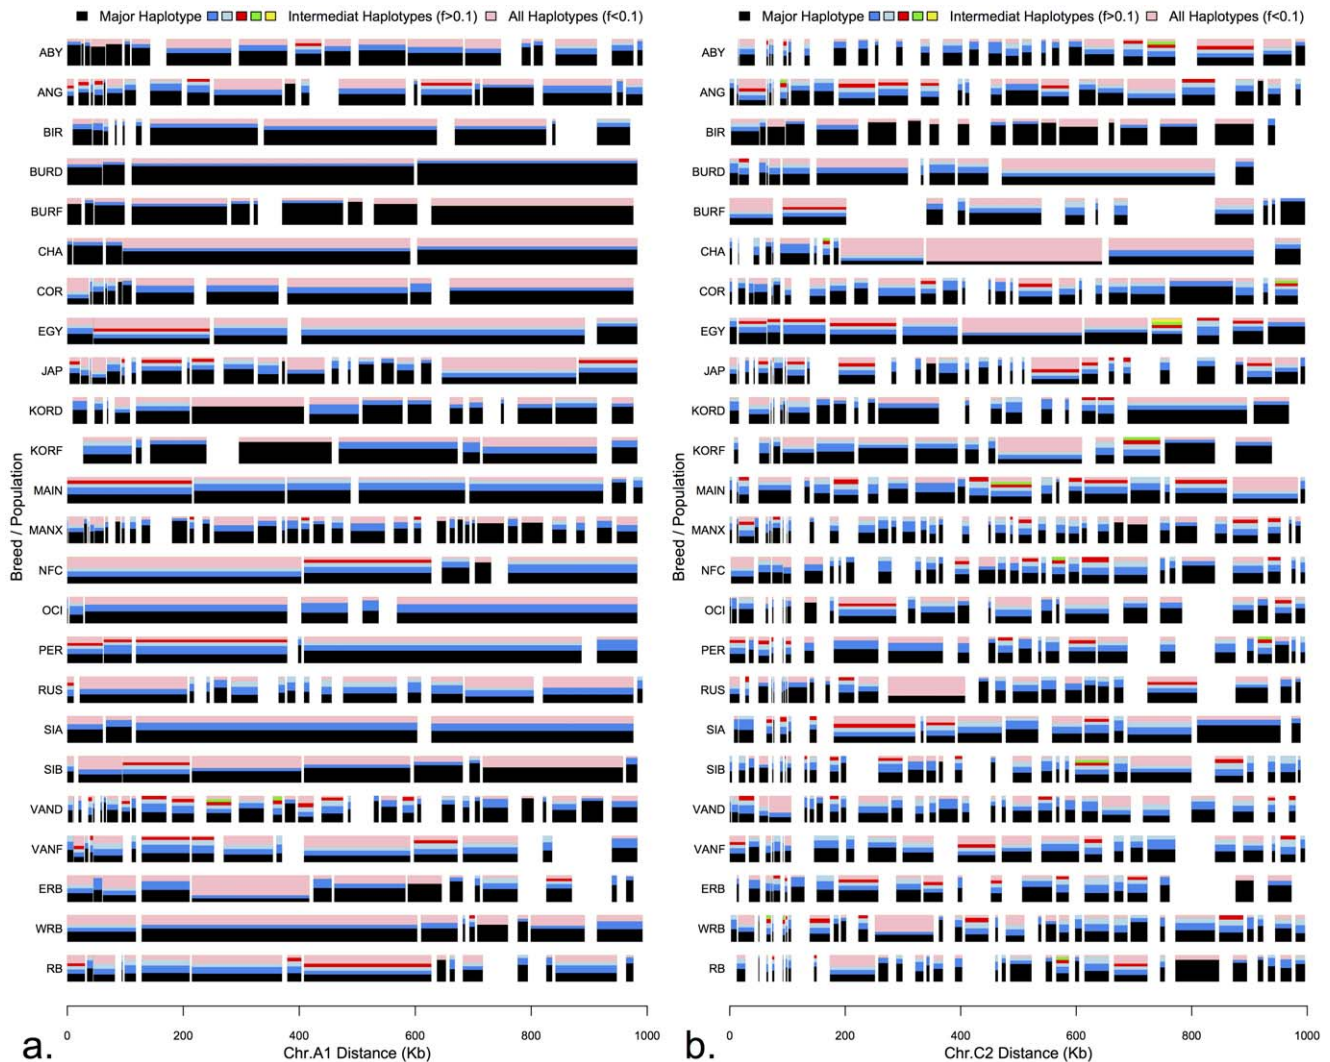 Major Haplotype Intermediat Haplotypes (f>0.1) All Haplotypes (f<0.1)
Major Haplotype Intermediat Haplotypes (f>0.1) All Haplotypes (f<0.1)
Breed / Population
ABY
ANG
BIR
BURD
BURF
CHA
COR
EGY
JAP
KORD
KORF
MAIN
MANX
NFC
OCI
PER
RUS
SIA
SIB
VAND
VANF
ERB
WRB
RB
0 200 400 600 800 1000
Chr.A1 Distance (Kb)
a.
Breed / Population
ABY
ANG
BIR
BURD
BURF
CHA
COR
EGY
JAP
KORD
KORF
MAIN
MANX
NFC
OCI
PER
RUS
SIA
SIB
VAND
VANF
ERB
WRB
RB
0 200 400 600 800 1000
Chr.C2 Distance (Kb)
b.